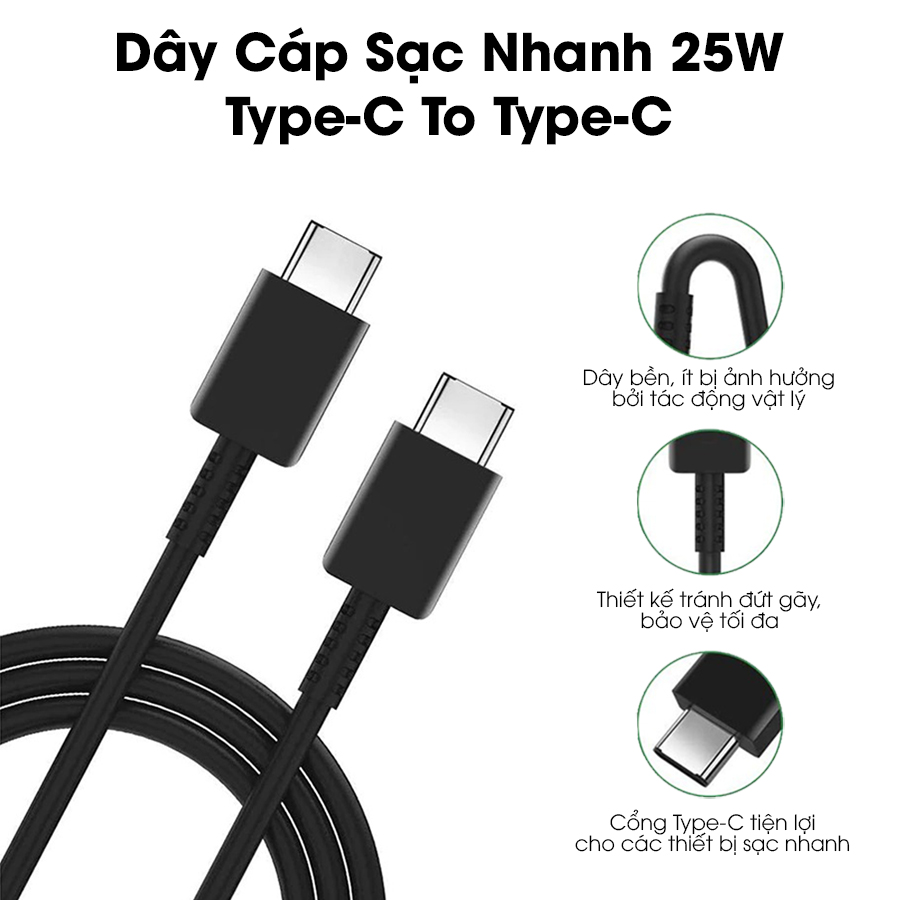 Dây Cáp Sạc Nhanh 25W
Type-C To Type-C
Dây bền, ít bị ảnh hưởng
bởi tác động vật lý
Thiết kế tránh đứt gãy,
bảo vệ tối đa
Cổng Type-C tiện lợi
cho các thiết bị sạc nhanh